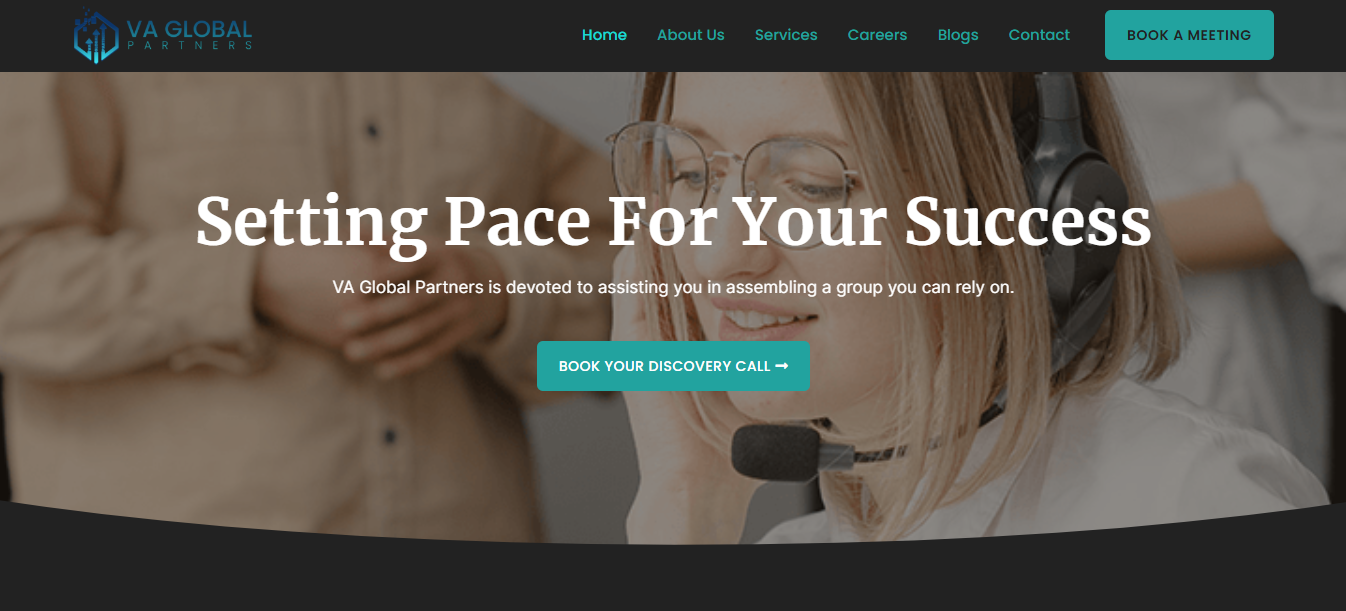 VA GLOBAL
PARTNERS
Home About Us Services Careers Blogs Contact BOOK A MEETING
Setting Pace For Your Success
VA Global Partners is devoted to assisting you in assembling a group you can rely on.
BOOK YOUR DISCOVERY CALL